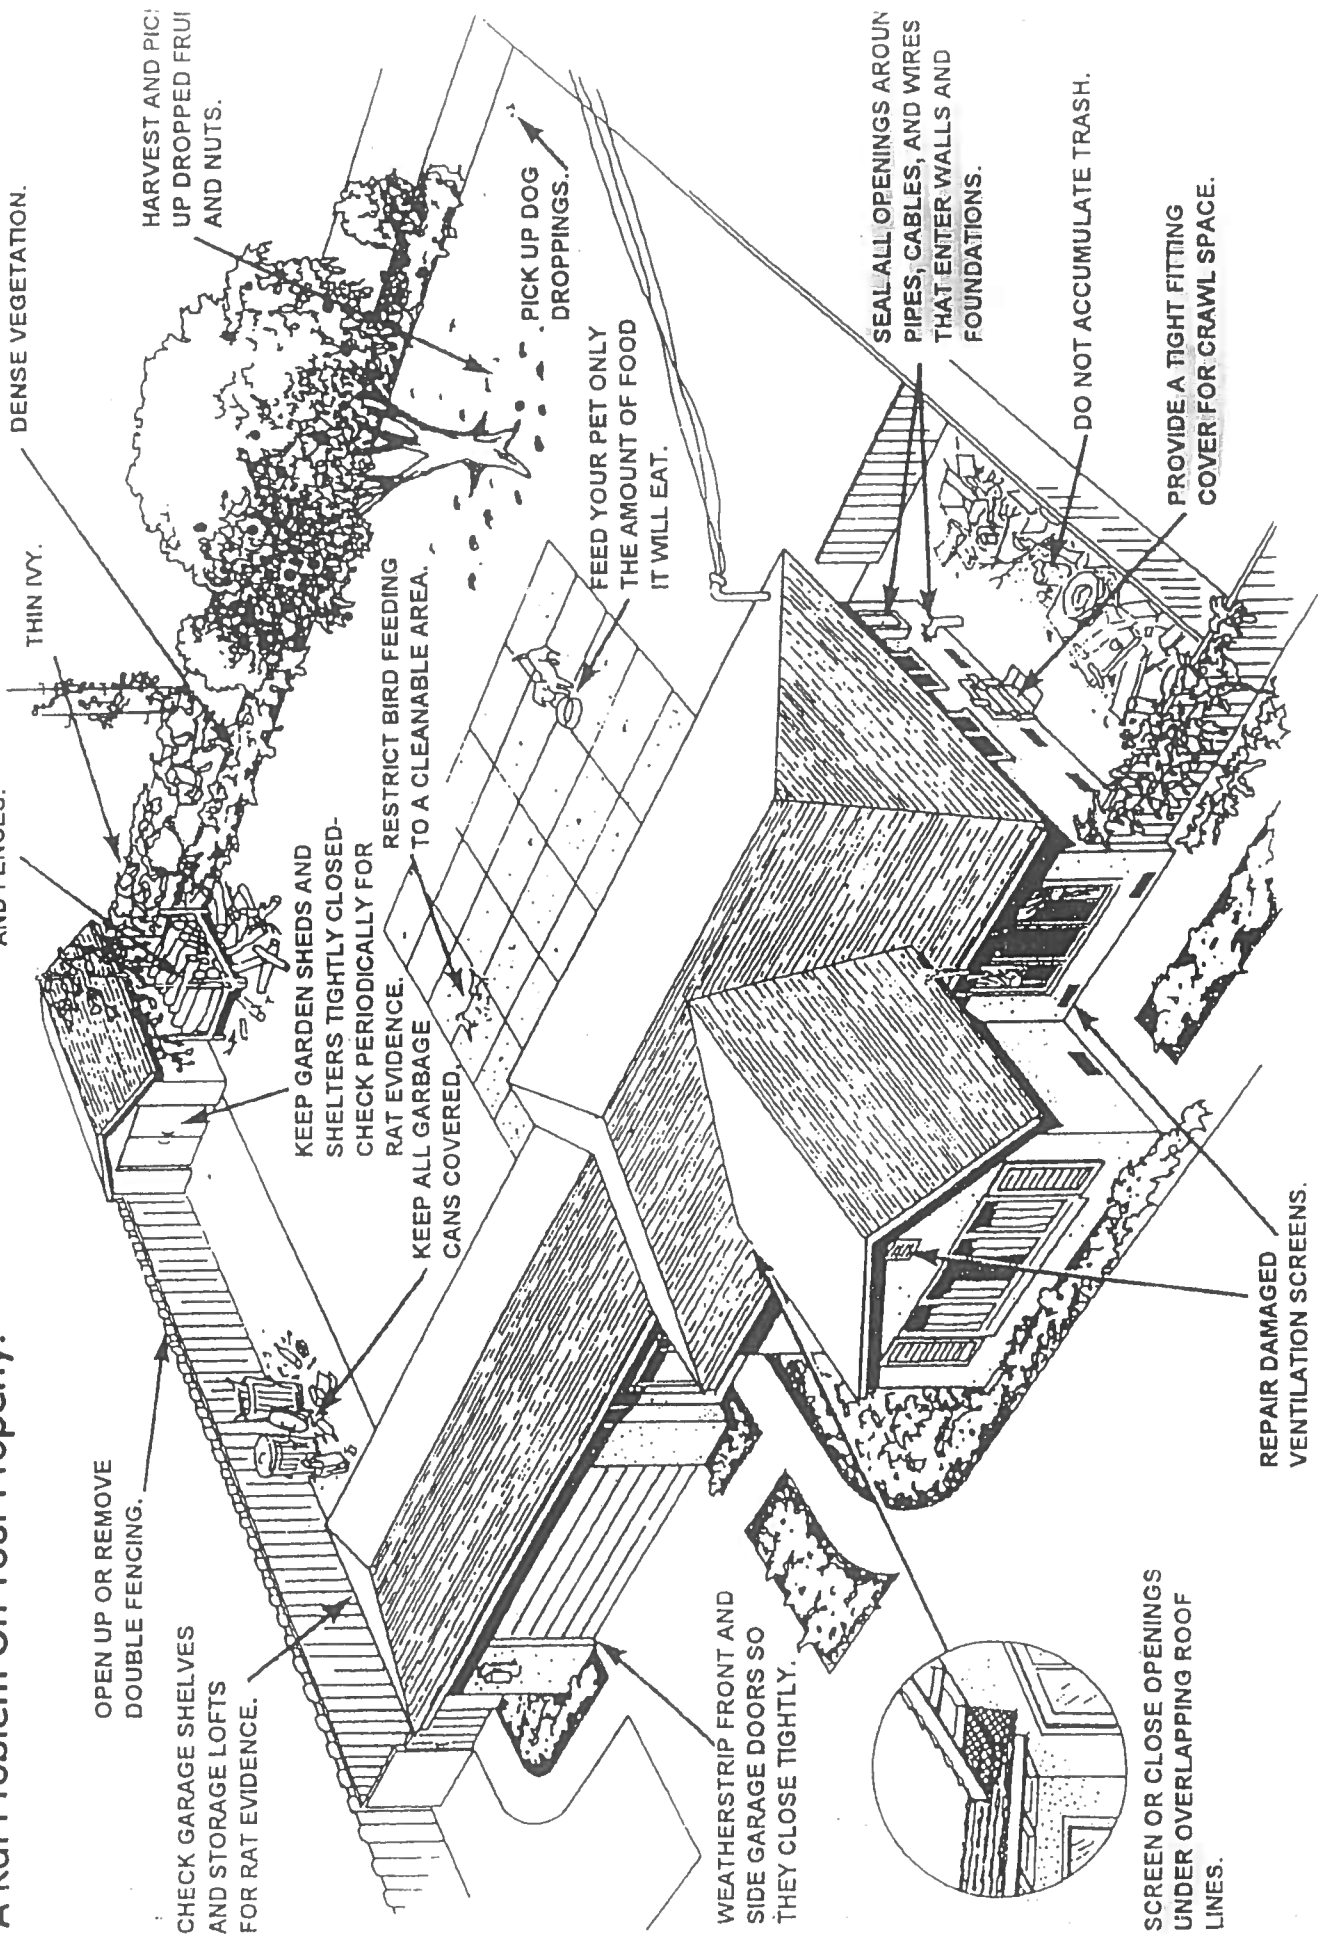 A Rat Problem On Your Property?
OPEN UP OR REMOVE
DOUBLE FENCING.
CHECK GARAGE SHELVES
AND STORAGE LOFTS
FOR RAT EVIDENCE.
AND FENCES.
THIN IVY.
DENSE VEGETATION.
HARVEST AND PIC
UP DROPPED FRUI
AND NUTS.
KEEP GARDEN SHEDS AND
SHELTERS TIGHTLY CLOSED-
CHECK PERIODICALLY FOR
RAT EVIDENCE.
KEEP ALL GARBAGE
CANS COVERED.
RESTRICT BIRD FEEDING
TO A CLEANABLE AREA.
PICK UP DOG
DROPPINGS.
FEED YOUR PET ONLY
THE AMOUNT OF FOOD
IT WILL EAT.
WEATHERSTRIP FRONT AND
SIDE GARAGE DOORS SO
THEY CLOSE TIGHTLY.
SEAL ALL OPENINGS AROUN
PIPES, CABLES, AND WIRES
THAT ENTER WALLS AND
FOUNDATIONS.
DO NOT ACCUMULATE TRASH.
PROVIDE A TIGHT FITTING
COVER FOR CRAWL SPACE.
SCREEN OR CLOSE OPENINGS
UNDER OVERLAPPING ROOF
LINES.
REPAIR DAMAGED
VENTILATION SCREENS.